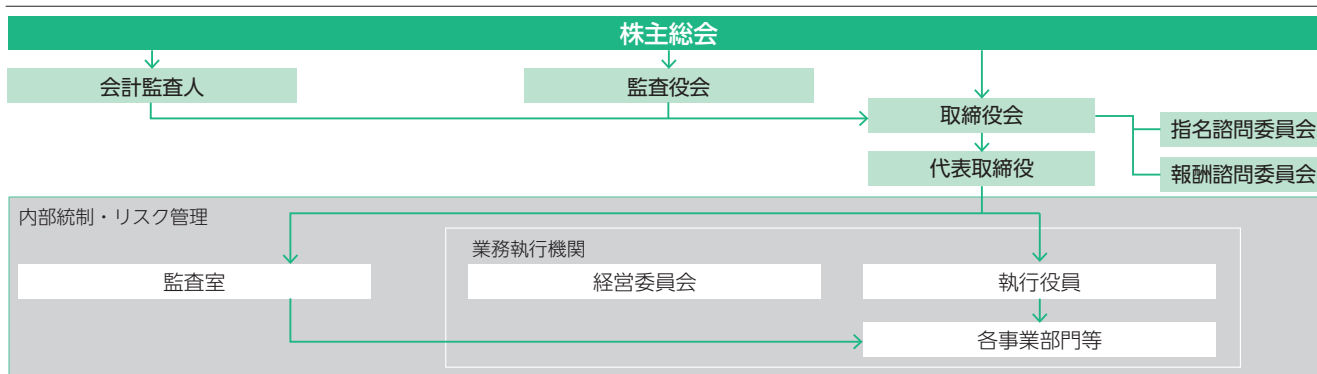 株主総会
会計監査人
監査役会
取締役会
指名諮問委員会
代表取締役
報酬諮問委員会
内部統制・リスク管理
業務執行機関
監査室
経営委員会
執行役員
各事業部門等